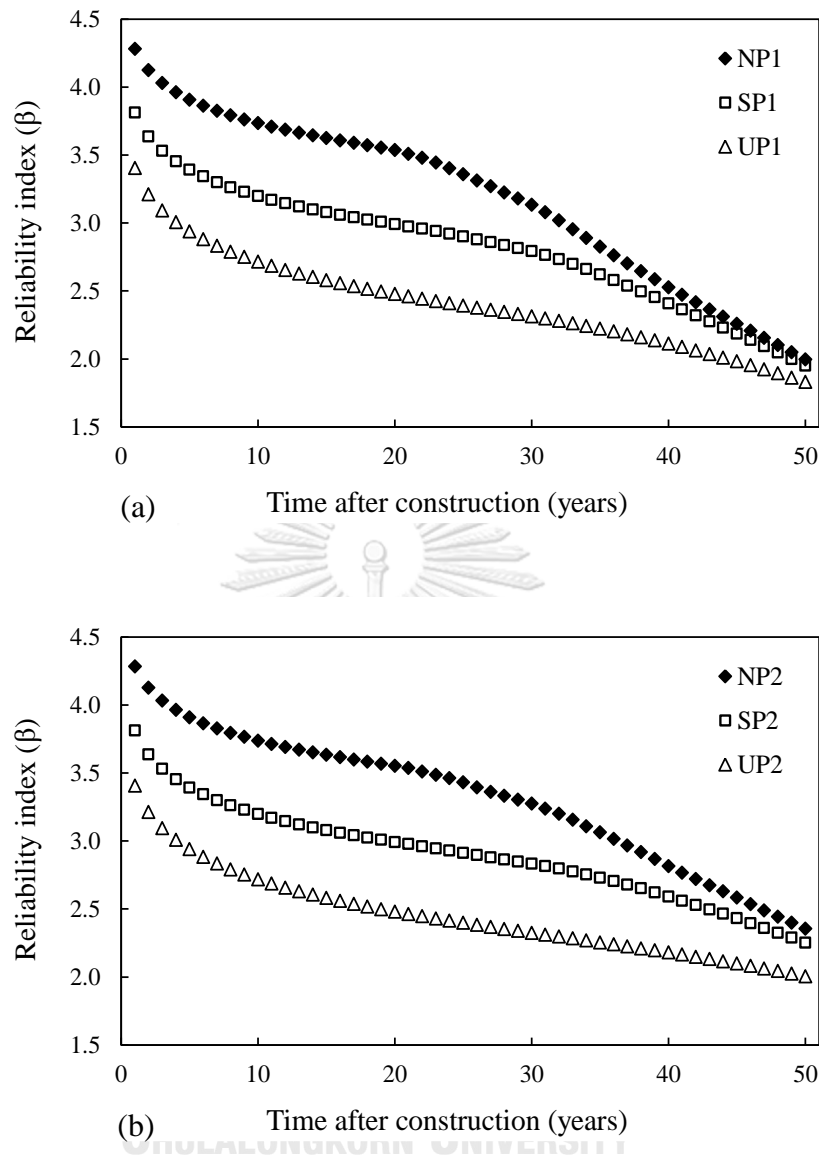 4.5
4.0
3.5
3.0
2.5
2.0
1.5
Reliability index (β)
NP1
SP1
UP1
0 10 20 30 40 50
(a) Time after construction (years)
4.5
4.0
3.5
3.0
2.5
2.0
1.5
Reliability index (β)
NP2
SP2
UP2
0 10 20 30 40 50
(b) Time after construction (years)
CHULALONGKORN UNIVERSITY